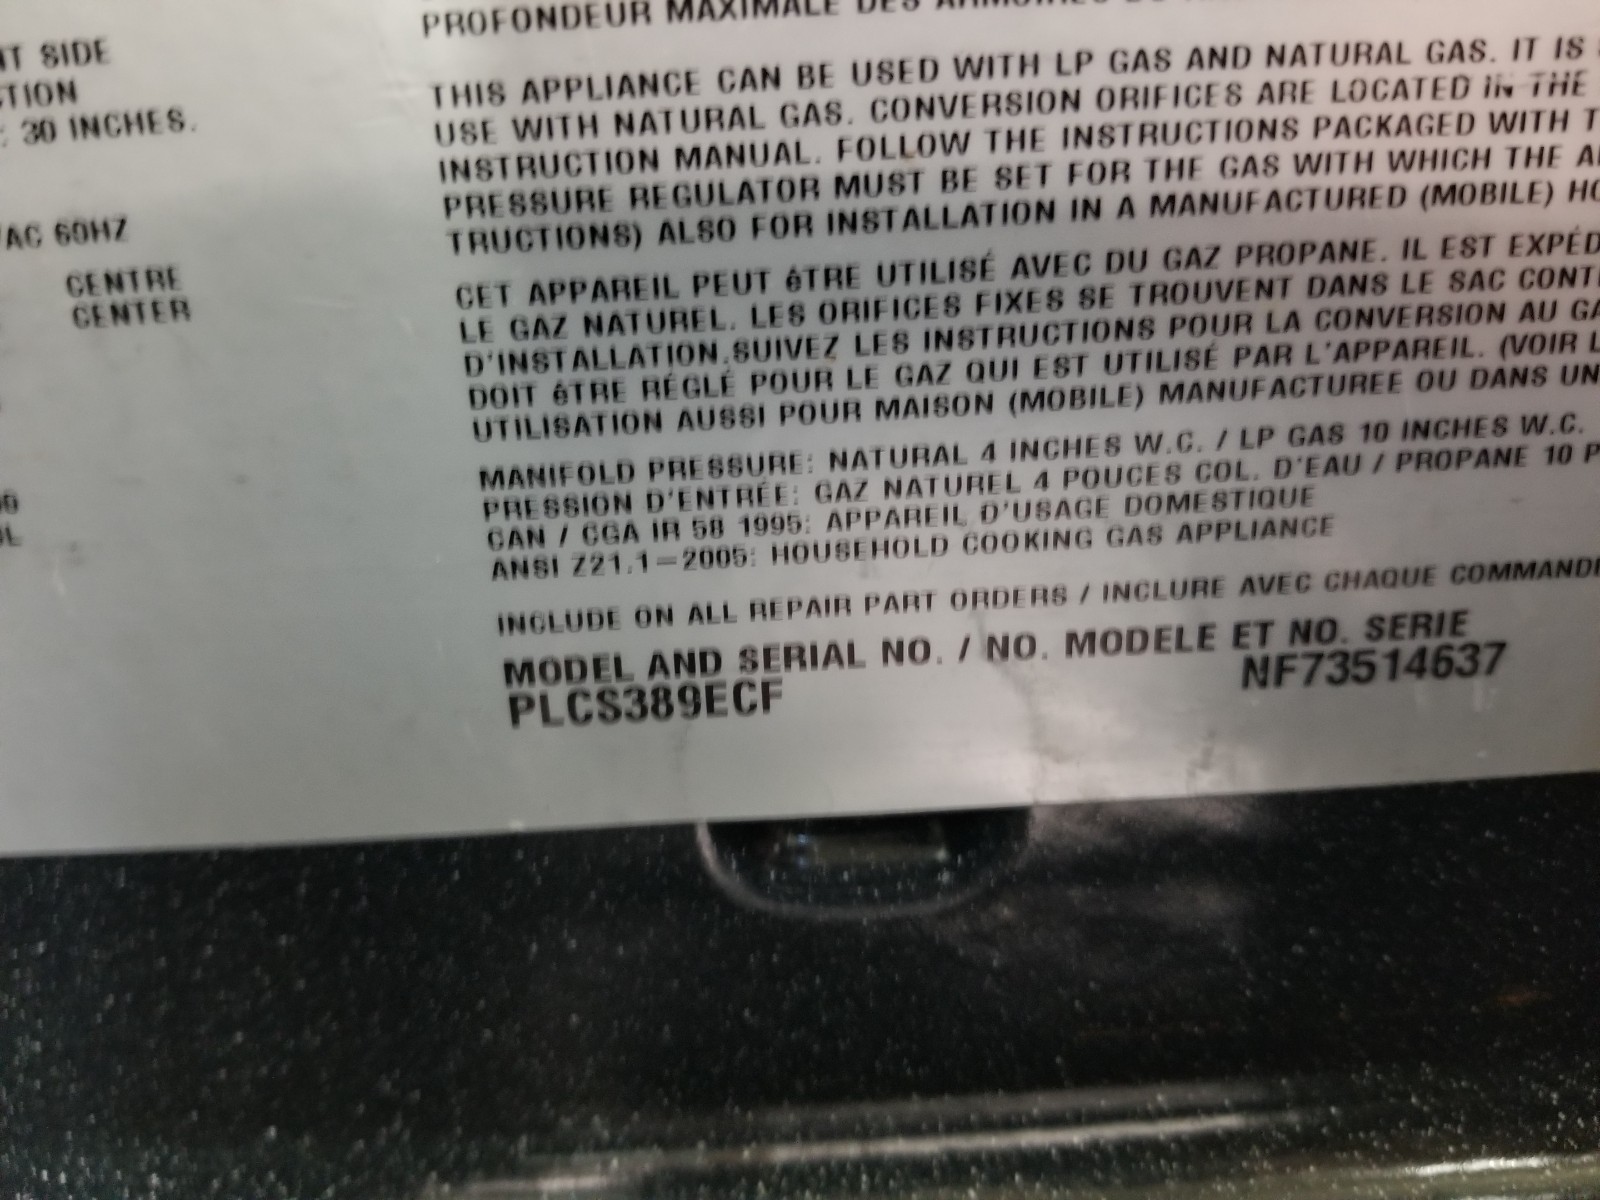 PROFONDEUR MAXIMALE DES ARMOIRES
NT SIDE
CTION
: 30 INCHES.
THIS APPLIANCE CAN BE USED WITH LP GAS AND NATURAL GAS. IT IS
USE WITH NATURAL GAS. CONVERSION ORIFICES ARE LOCATED IN THE
INSTRUCTION MANUAL. FOLLOW THE INSTRUCTIONS PACKAGED WITH
PRESSURE REGULATOR MUST BE SET FOR THE GAS WITH WHICH THE
TRUCTIONS) ALSO FOR INSTALLATION IN A MANUFACTURED (MOBILE)
AC 60HZ
CENTRE
CENTER
CET APPAREIL PEUT êTRE UTILISÉ AVEC DU GAZ PROPANE. IL EST EXPÉD
LE GAZ NATUREL. LES ORIFICES FIXES SE TROUVENT DANS LE SAC CONT
D'INSTALLATION.SUIVEZ LES INSTRUCTIONS POUR LA CONVERSION AU
DOIT êTRE RÉGLÉ POUR LE GAZ QUI EST UTILISÉ PAR L'APPAREIL. (VOIR
UTILISATION AUSSI POUR MAISON (MOBILE) MANUFACTUREE OU DANS UN
MANIFOLD PRESSURE: NATURAL 4 INCHES W.C. / LP GAS 10 INCHES W.C.
PRESSION D'ENTRÉE: GAZ NATUREL 4 POUCES COL. D'EAU / PROPANE 10 P
CAN / CGA IR 58 1995: APPAREIL D'USAGE DOMESTIQUE
ANSI Z21.1-2005: HOUSEHOLD COOKING GAS APPLIANCE
INCLUDE ON ALL REPAIR PART ORDERS / INCLURE AVEC CHAQUE COMMAND
MODEL AND SERIAL NO. / NO. MODELE ET NO. SERIE
PLCS389ECF NF73514637